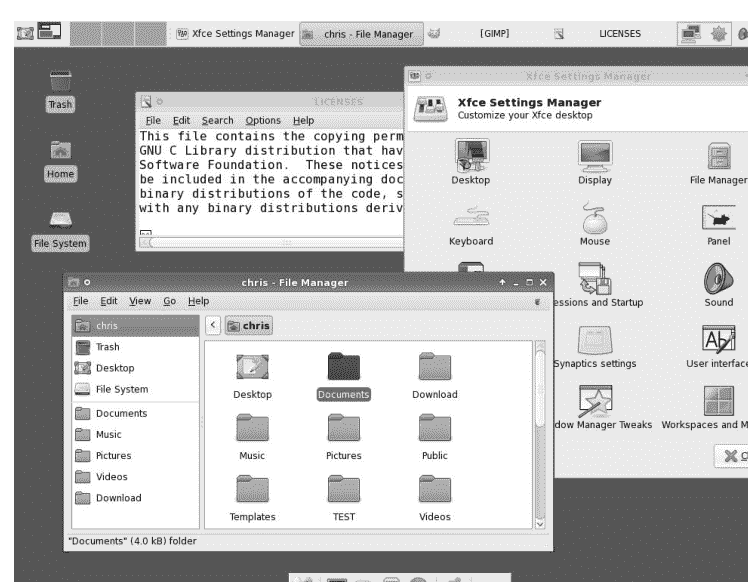 Xfce Settings Manager
chris - File Manager
[GIMP]
LICENSES
Trash
Home
File System
LICENSES
File Edit Search Options Help
This file contains the copying perm
GNU C Library distribution that hav
Software Foundation. These notices
be included in the accompanying doc
binary distributions of the code, s
with any binary distributions deriv
Xfce Settings Manager
Xfce Settings Manager
Customize your Xfce desktop
Desktop
Display
File Manager
Keyboard
Mouse
Panel
essions and Startup
Sound
Synaptics settings
User interface
dow Manager Tweaks
Workspaces and M
chris - File Manager
File Edit View Go Help
chris
Trash
Desktop
File System
Documents
Music
Pictures
Videos
Download
chris
Desktop
Documents
Download
Music
Pictures
Public
Templates
TEST
Videos
"Documents" (4.0 kB) folder